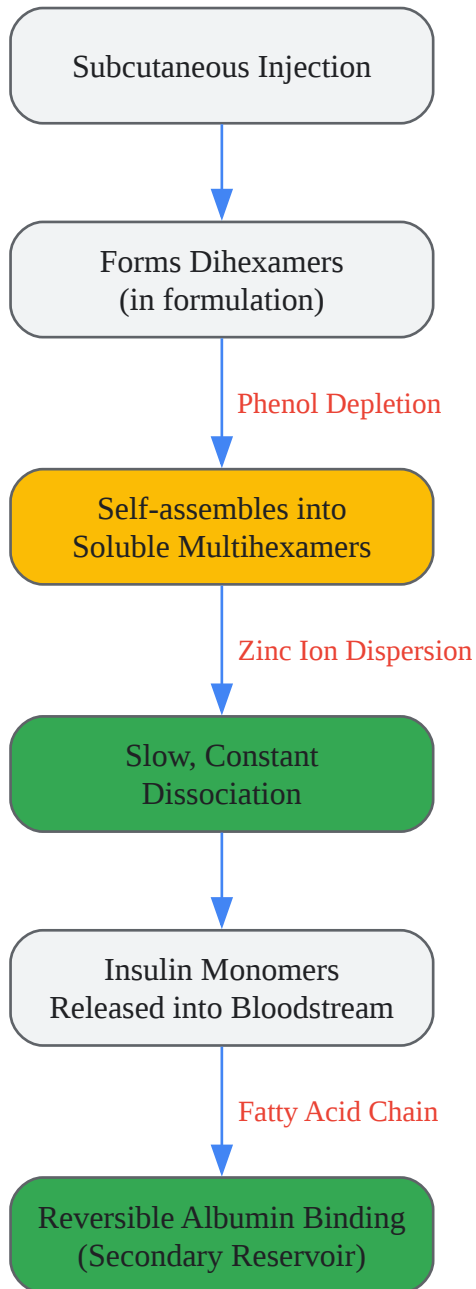 Subcutaneous Injection
Forms Dihexamers
(in formulation)
Phenol Depletion
Self-assembles into
Soluble Multihexamers
Zinc Ion Dispersion
Slow, Constant
Dissociation
Insulin Monomers
Released into Bloodstream
Fatty Acid Chain
Reversible Albumin Binding
(Secondary Reservoir)